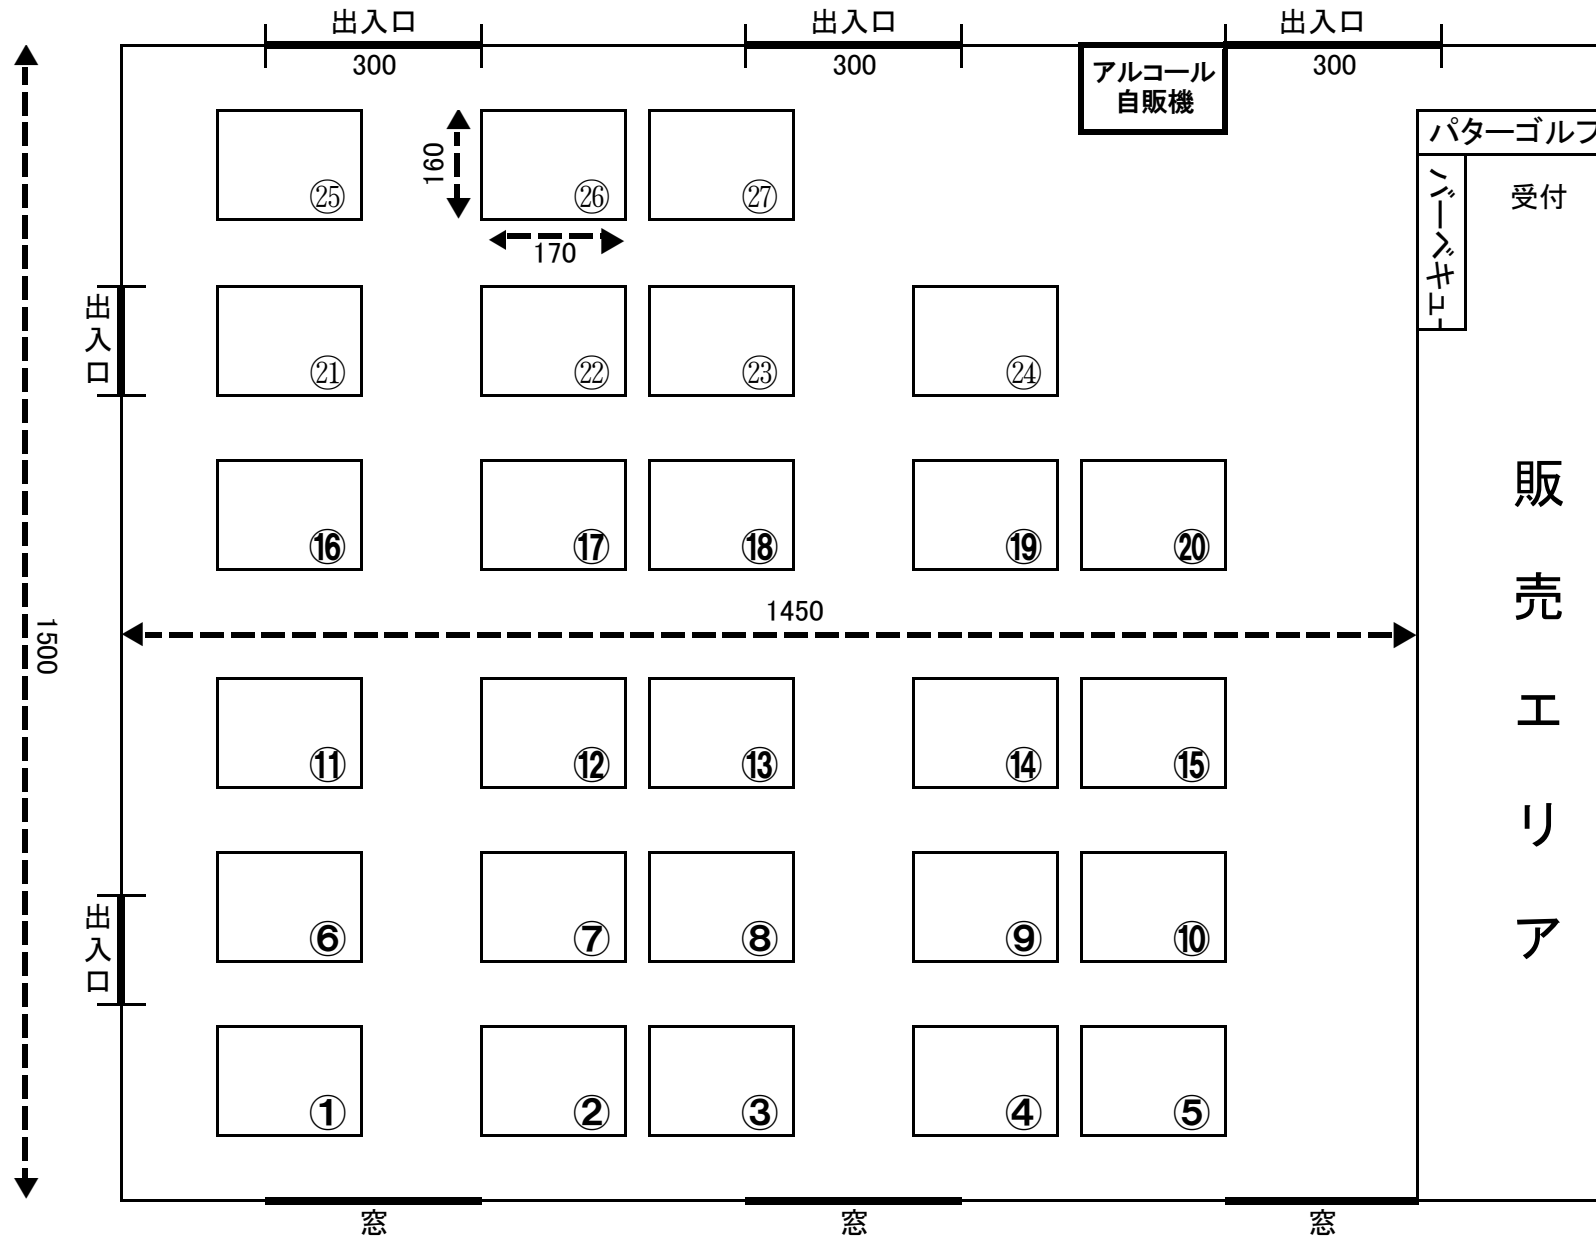 出入口
出入口
出入口
300
300
300
アルコール
自販機
パターゴルフ
バーベキュー
受付
160
170
㉕
㉖
㉗
出入口
㉑
㉒
㉓
㉔
⑯
⑰
⑱
⑲
⑳
販売エリア
1450
1500
⑪
⑫
⑬
⑭
⑮
出入口
⑥
⑦
⑧
⑨
⑩
①
②
③
④
⑤
窓
窓
窓